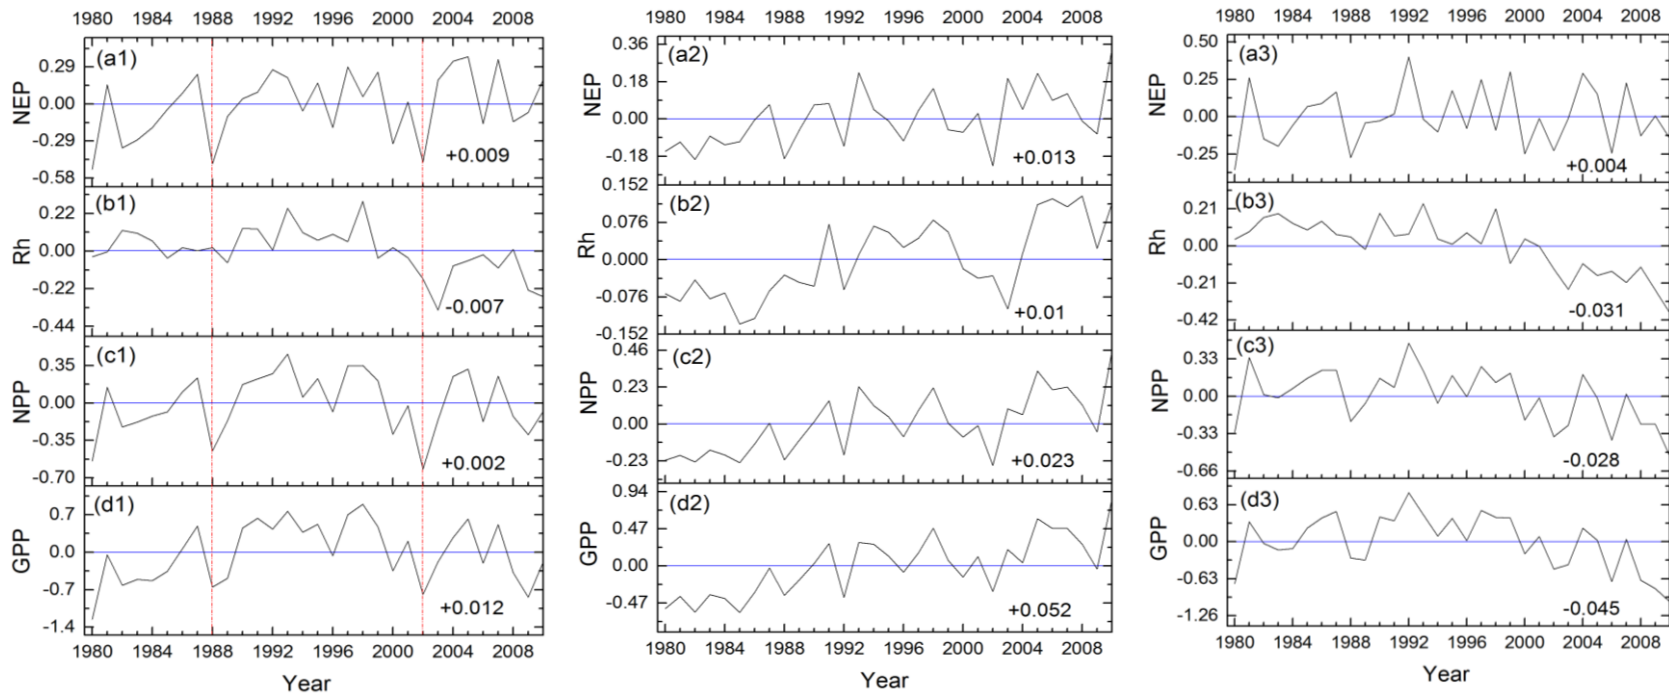 1980 1984 1988 1992 1996 2000 2004 2008
(a1)
NEP
0.29
0.00
-0.29
-0.58
+0.009
(b1)
Rh
0.22
0.00
-0.22
-0.44
-0.007
(c1)
NPP
0.35
0.00
-0.35
-0.70
+0.002
(d1)
GPP
0.7
0.0
-0.7
-1.4
+0.012
1980 1984 1988 1992 1996 2000 2004 2008
Year
1980 1984 1988 1992 1996 2000 2004 2008
(a2)
NEP
0.36
0.18
0.00
-0.18
+0.013
(b2)
Rh
0.152
0.076
0.000
-0.076
-0.152
+0.01
(c2)
NPP
0.46
0.23
0.00
-0.23
+0.023
(d2)
GPP
0.94
0.47
0.00
-0.47
+0.052
1980 1984 1988 1992 1996 2000 2004 2008
Year
1980 1984 1988 1992 1996 2000 2004 2008
(a3)
NEP
0.50
0.25
0.00
-0.25
+0.004
(b3)
Rh
0.21
0.00
-0.21
-0.42
-0.031
(c3)
NPP
0.33
0.00
-0.33
-0.66
-0.028
(d3)
GPP
0.63
0.00
-0.63
-1.26
-0.045
1980 1984 1988 1992 1996 2000 2004 2008
Year